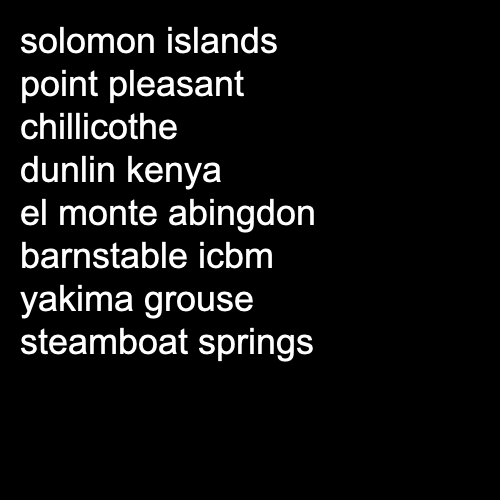 solomon islands
point pleasant
chillicothe
dunlin kenya
el monte abingdon
barnstable icbm
yakima grouse
steamboat springs